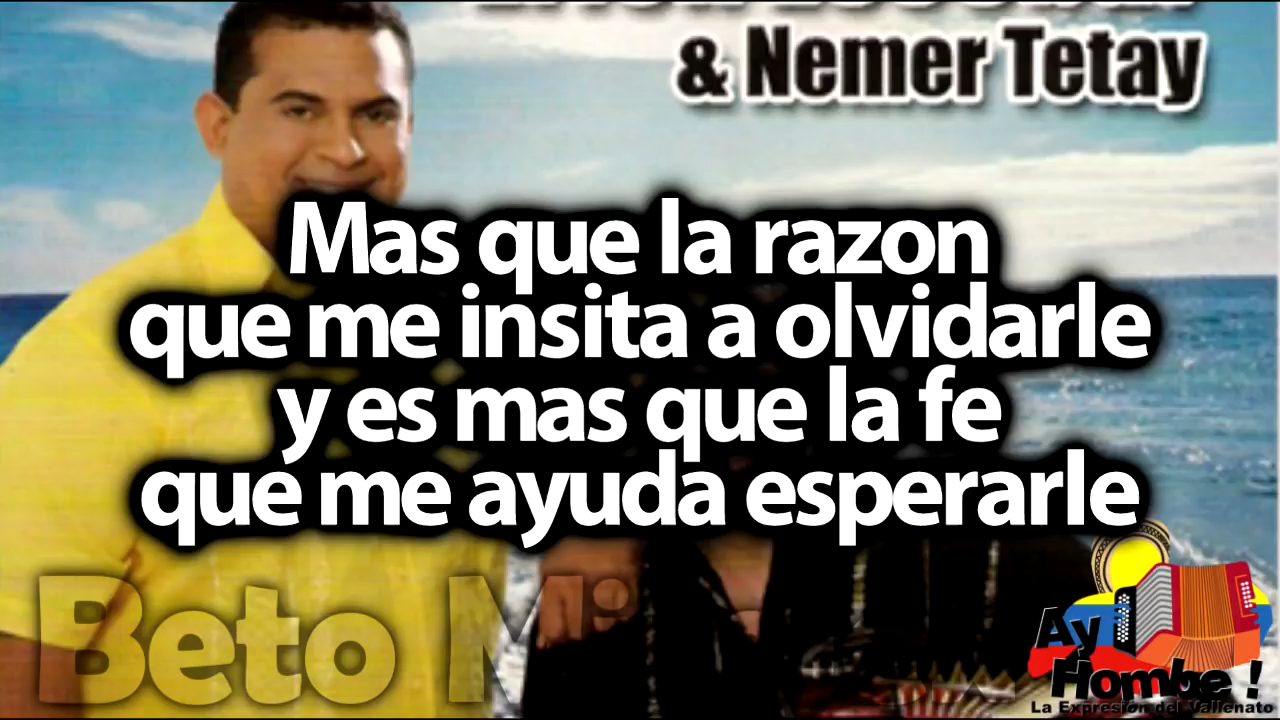 & Nemer Tetay
Mas que la razon
que me insita a olvidarle
y es mas que la fe
que me ayuda esperarle
Beto
Ay
Hombe !
La Expresión del Vallenato